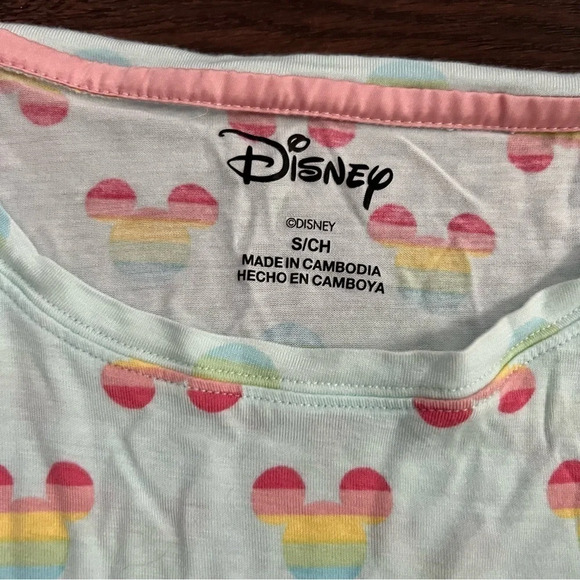 Disney
©DISNEY
S/CH
MADE IN CAMBODIA
HECHO EN CAMBOYA